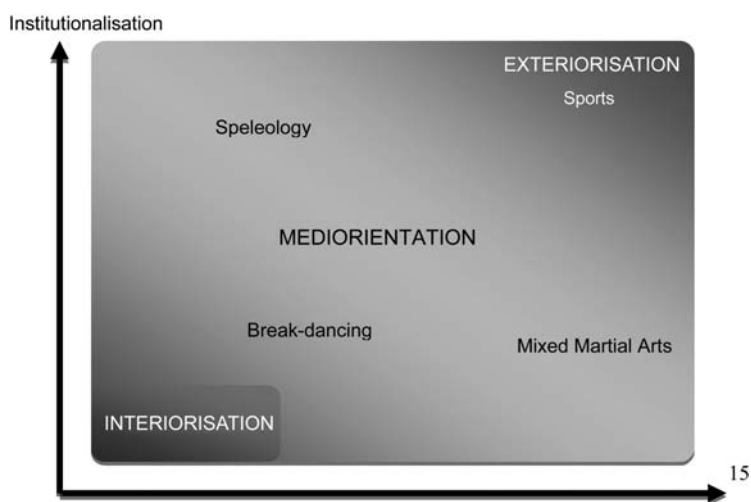 Institutionalisation
EXTERIORISATION
Sports
Speleology
MEDIORIENTATION
Break-dancing
Mixed Martial Arts
INTERIORISATION
15